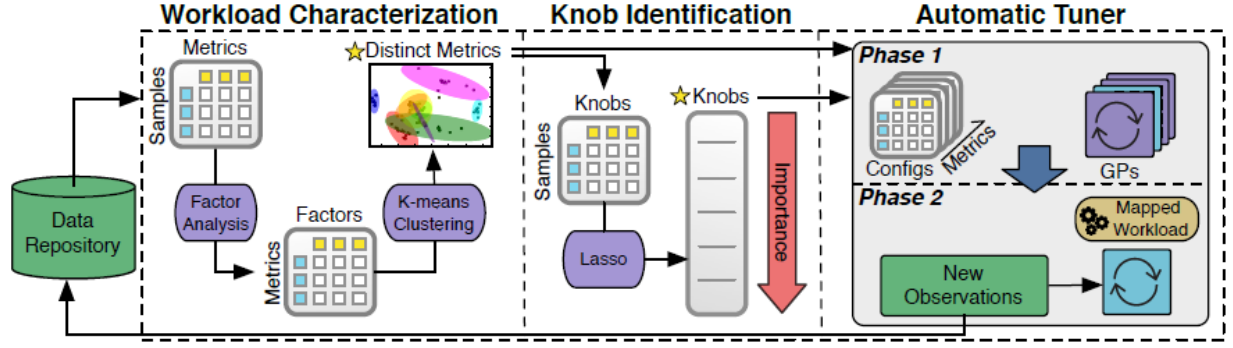 Workload Characterization
Knob Identification
Automatic Tuner
Metrics
Samples
Distinct Metrics
Factor
Analysis
Factors
Metrics
K-means
Clustering
Data
Repository
Knobs
Samples
Lasso
Knobs
Importance
Phase 1
Configs
Metrics
GPs
Phase 2
Mapped
Workload
New
Observations